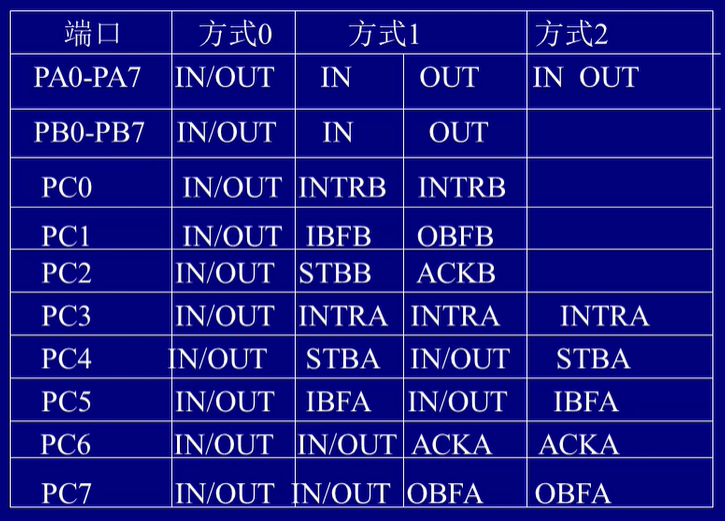 端口 方式0 方式1 方式2
PA0-PA7 IN/OUT IN OUT IN OUT
PB0-PB7 IN/OUT IN OUT
PC0 IN/OUT INTRB INTRB
PC1 IN/OUT IBFB OBFB
PC2 IN/OUT STBB ACKB
PC3 IN/OUT INTRA INTRA INTRA
PC4 IN/OUT STBA IN/OUT STBA
PC5 IN/OUT IBFA IN/OUT IBFA
PC6 IN/OUT IN/OUT ACKA ACKA
PC7 IN/OUT IN/OUT OBFA OBFA